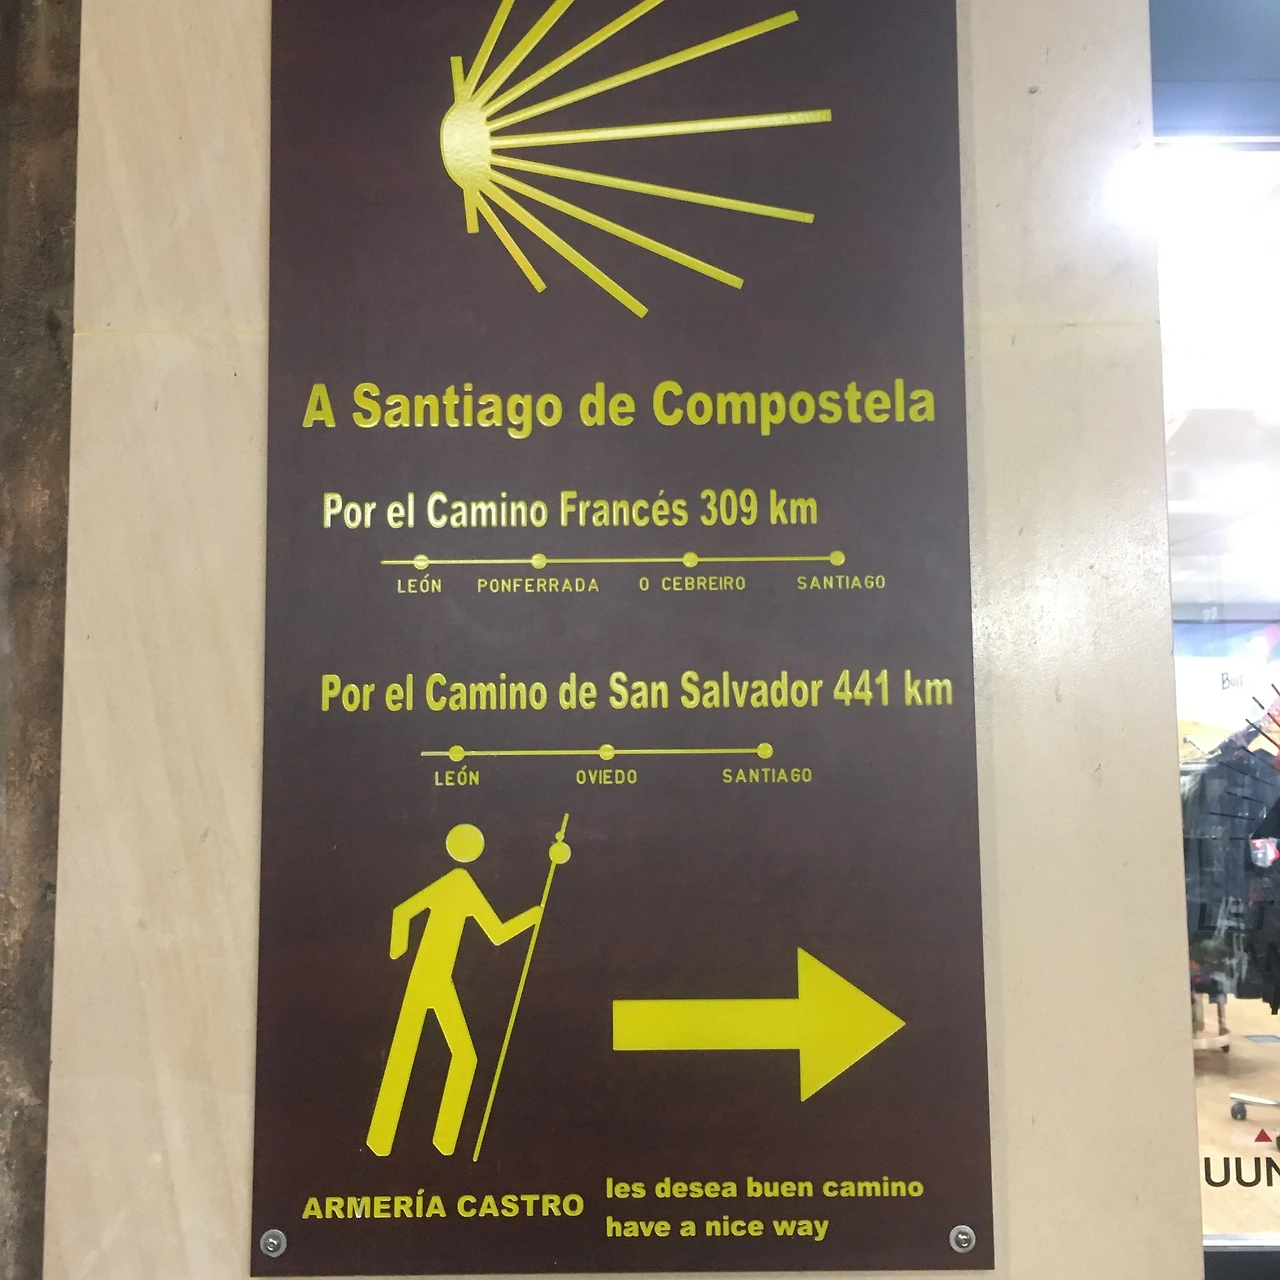 A Santiago de Compostela
Por el Camino Francés 309 km
LEÓN PONFERRADA O CEBREIRO SANTIAGO
Por el Camino de San Salvador 441 km
LEÓN OVIEDO SANTIAGO
ARMERÍA CASTRO
les desea buen camino
have a nice way